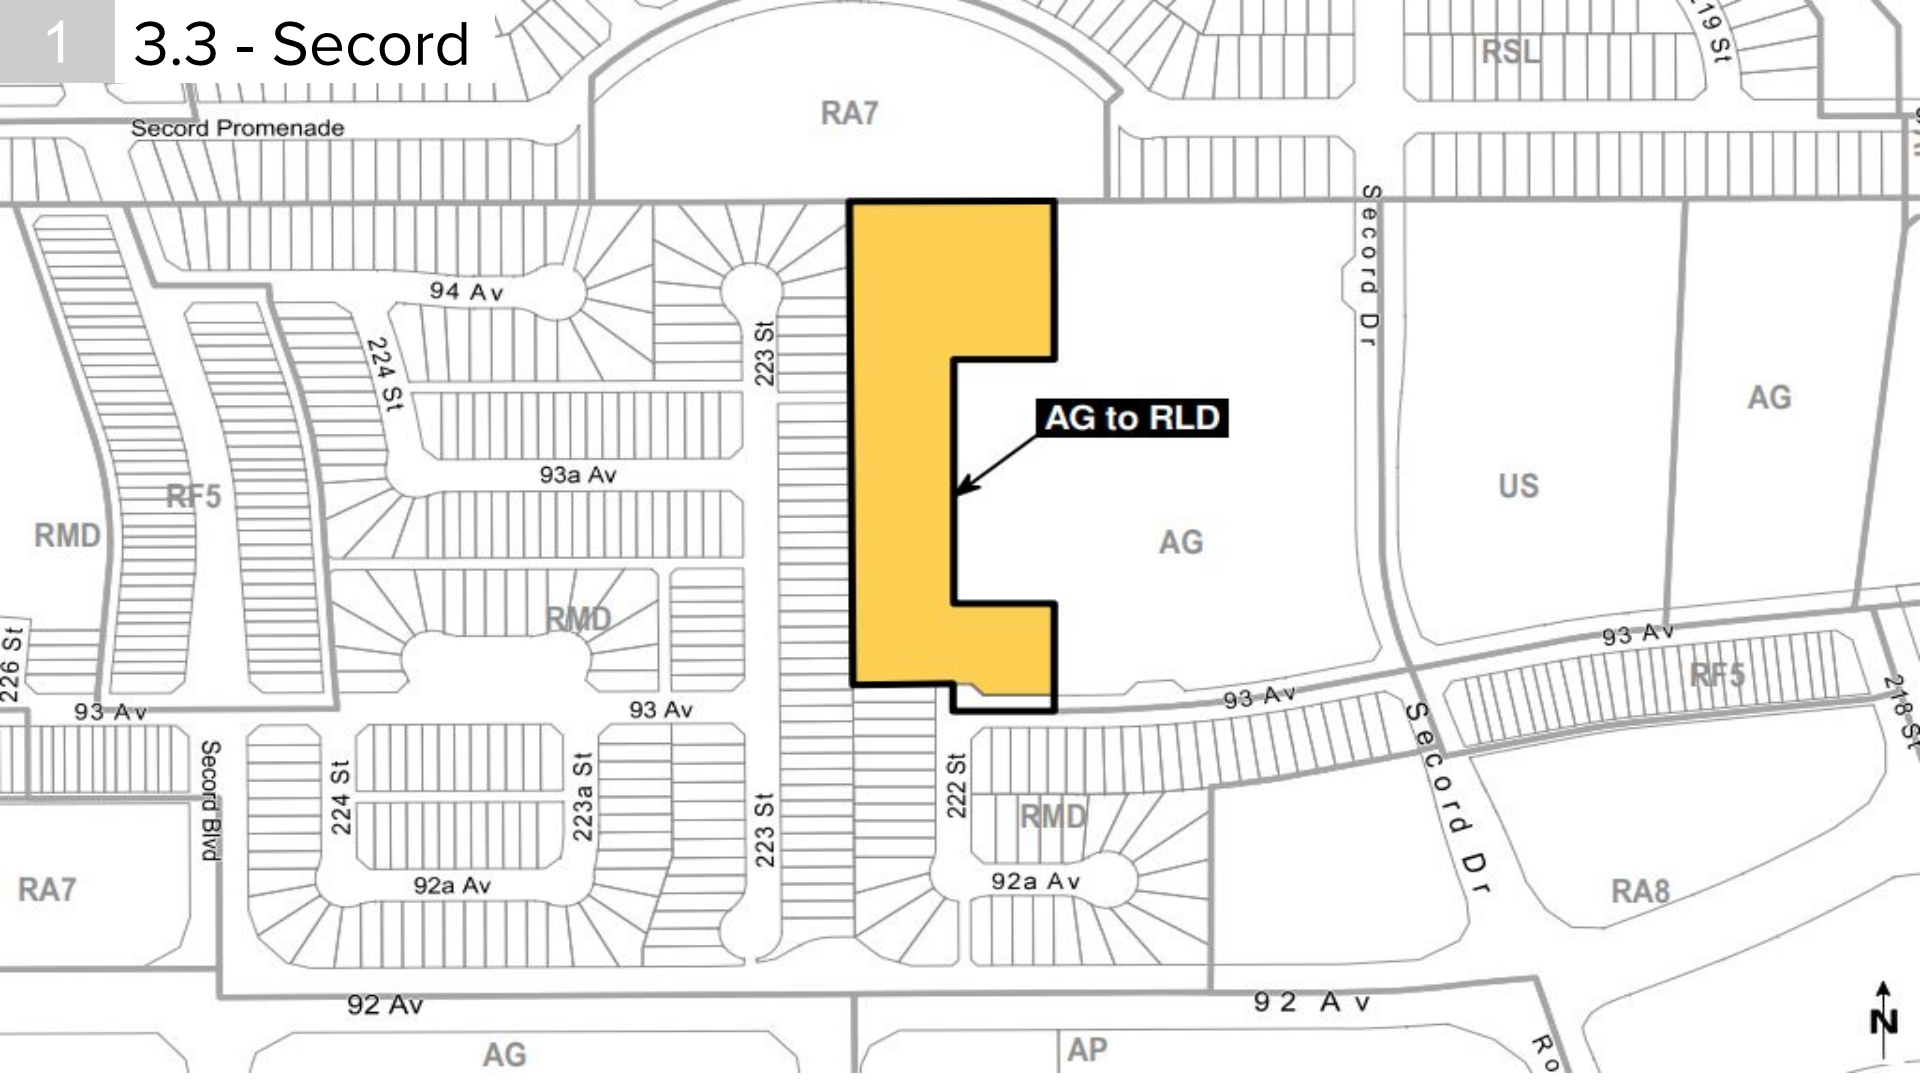 1
3.3 - Secord
219 St
RSL
RA7
Secord Promenade
Secord Dr
94 Av
223 St
224 St
AG
AG to RLD
93a Av
US
RF5
RMD
AG
RMD
93 Av
226 St
RF5
93 Av
93 Av
93 Av
218 St
Secord Blvd
224 St
223a St
223 St
222 St
Secord Dr
RMD
92a Av
92a Av
RA7
RA8
92 Av
92 Av
N
AG
AP
Ro